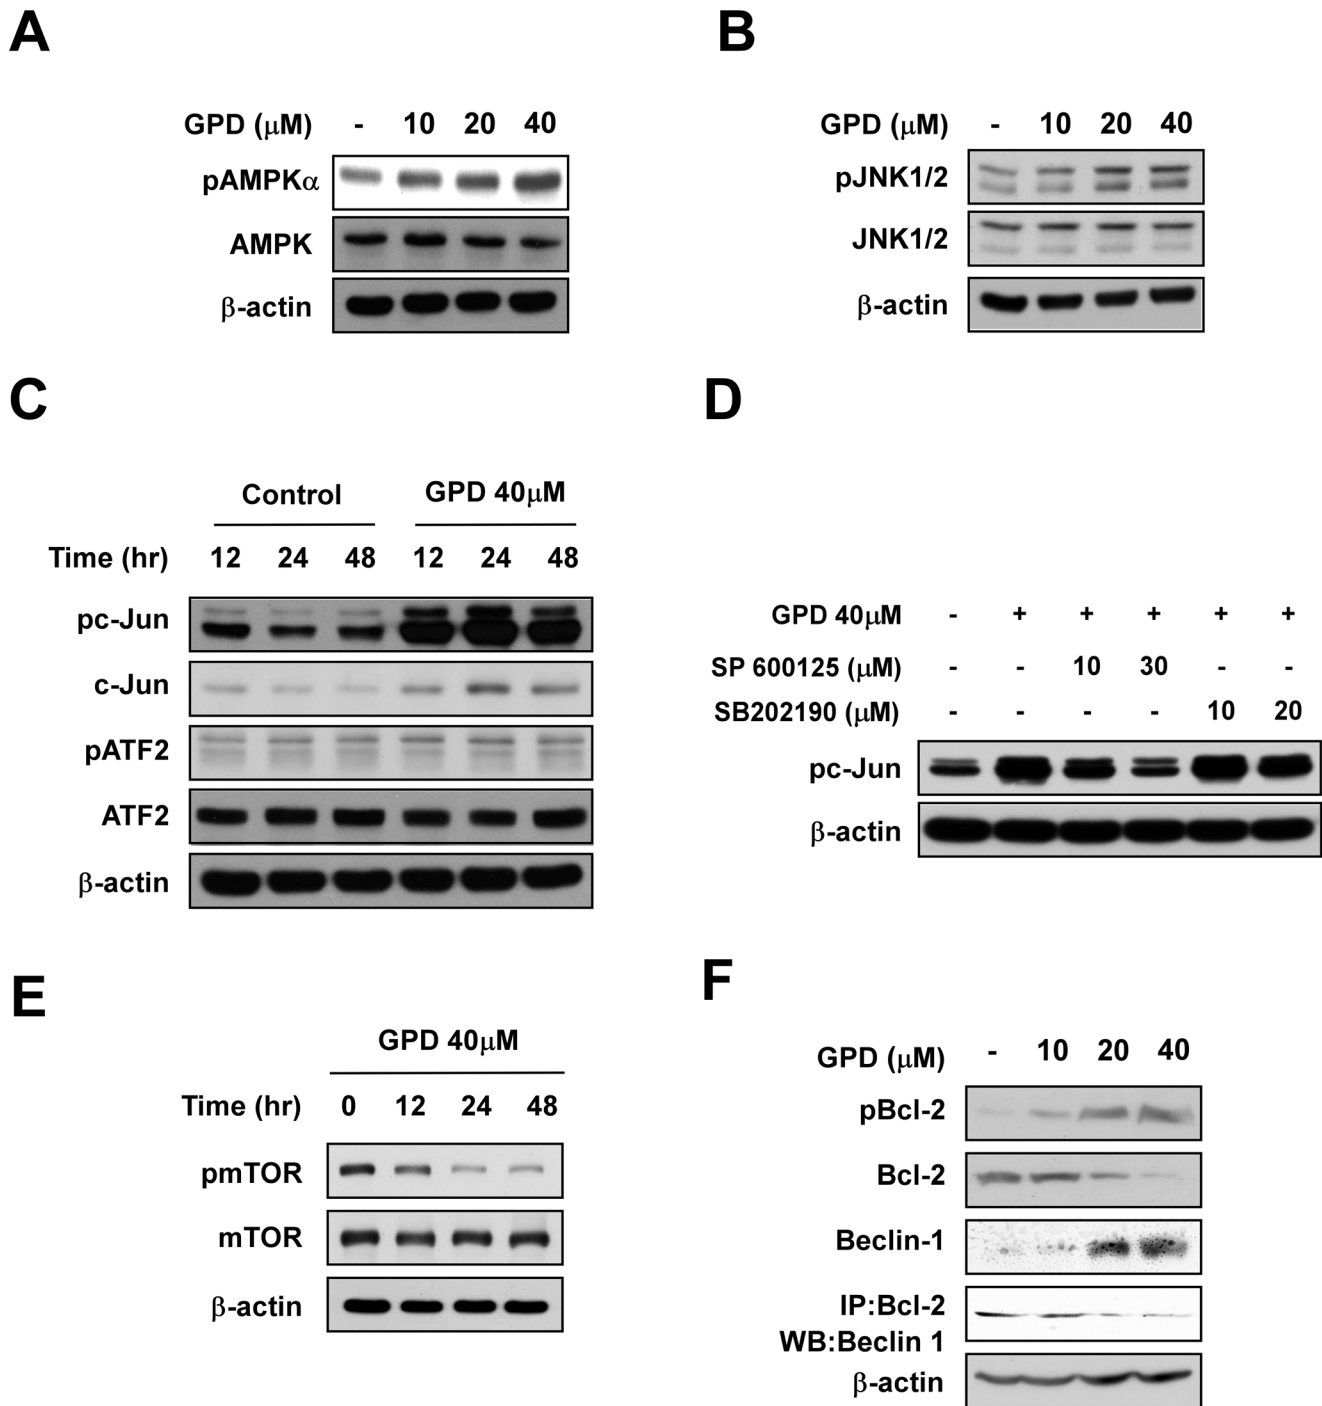 A
GPD (μM) - 10 20 40
pAMPKα
AMPK
β-actin
B
GPD (μM) - 10 20 40
pJNK1/2
JNK1/2
β-actin
C
Control GPD 40μM
Time (hr) 12 24 48 12 24 48
pc-Jun
c-Jun
pATF2
ATF2
β-actin
D
GPD 40μM - + + + + +
SP 600125 (μM) - - 10 30 - -
SB202190 (μM) - - - - 10 20
pc-Jun
β-actin
E
GPD 40μM
Time (hr) 0 12 24 48
pmTOR
mTOR
β-actin
F
GPD (μM) - 10 20 40
pBcl-2
Bcl-2
Beclin-1
IP:Bcl-2
WB:Beclin 1
β-actin